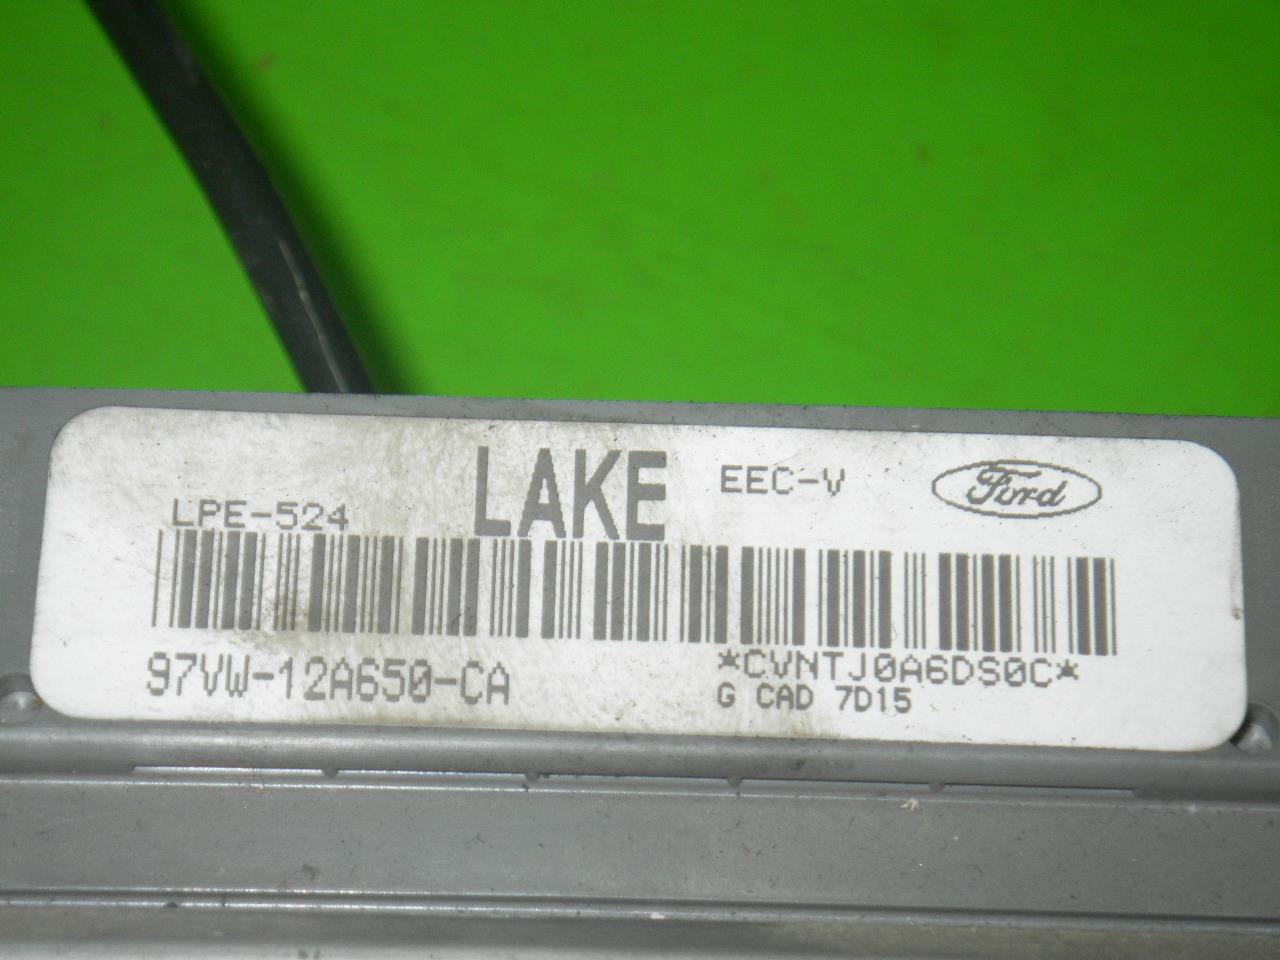 LPE-524 LAKE EEC-V Ford
97VW-12A650-CA *CVNTJ0A6DS0C*
G CAD 7D15